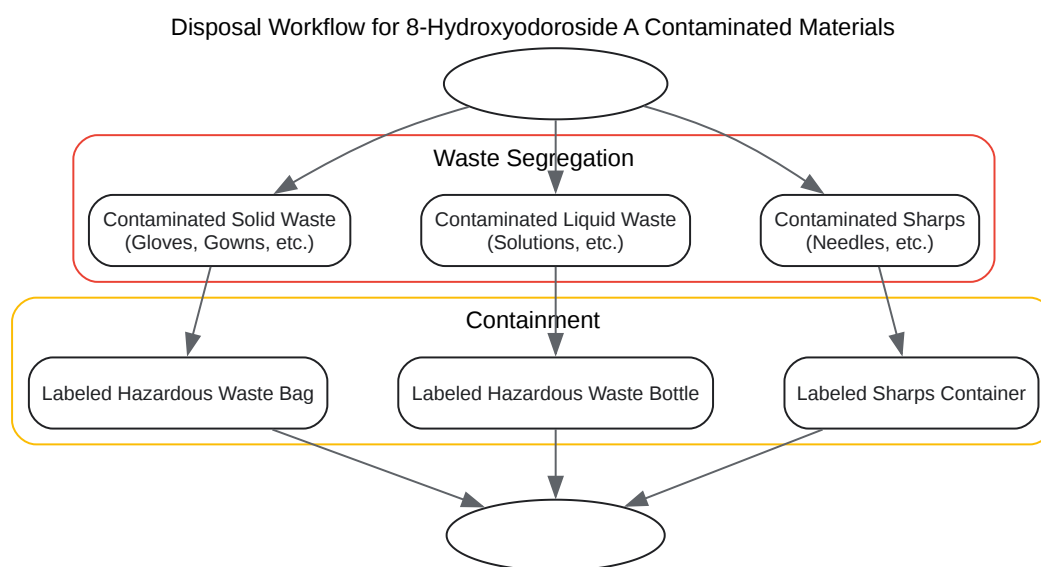 Disposal Workflow for 8-Hydroxyodoroside A Contaminated Materials
Waste Segregation
Contaminated Solid Waste
(Gloves, Gowns, etc.)
Contaminated Liquid Waste
(Solutions, etc.)
Contaminated Sharps
(Needles, etc.)
Containment
Labeled Hazardous Waste Bag
Labeled Hazardous Waste Bottle
Labeled Sharps Container